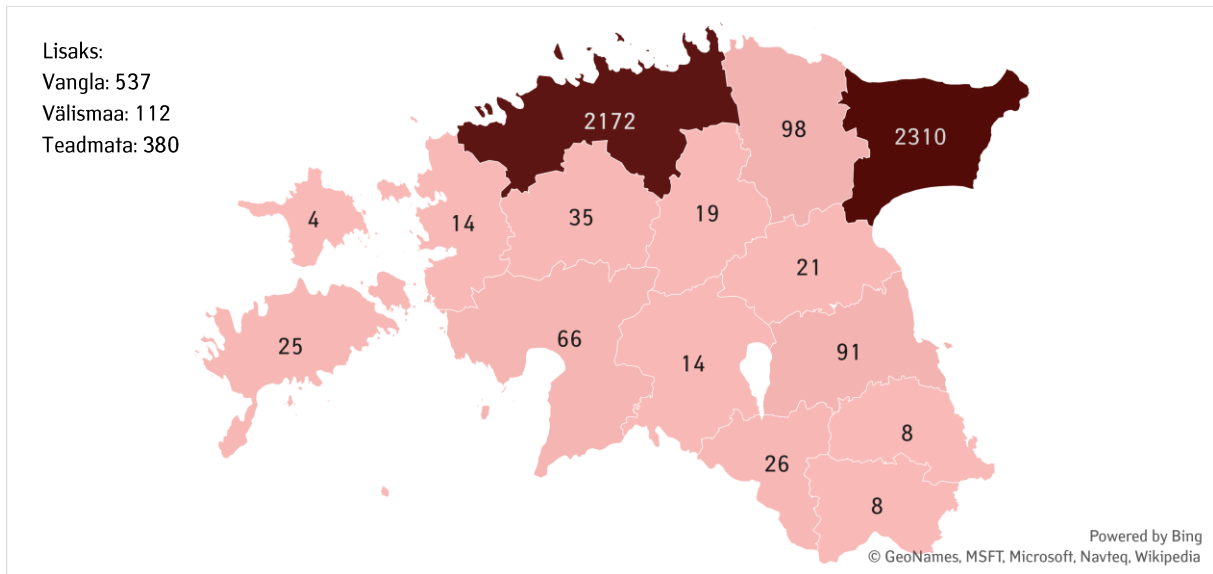 Lisaks:
Vangla: 537
Välismaa: 112
Teadmata: 380
2172
98
2310
4
14
35
19
21
25
66
14
91
8
26
8
Powered by Bing
© GeoNames, MSFT, Microsoft, Navteq, Wikipedia